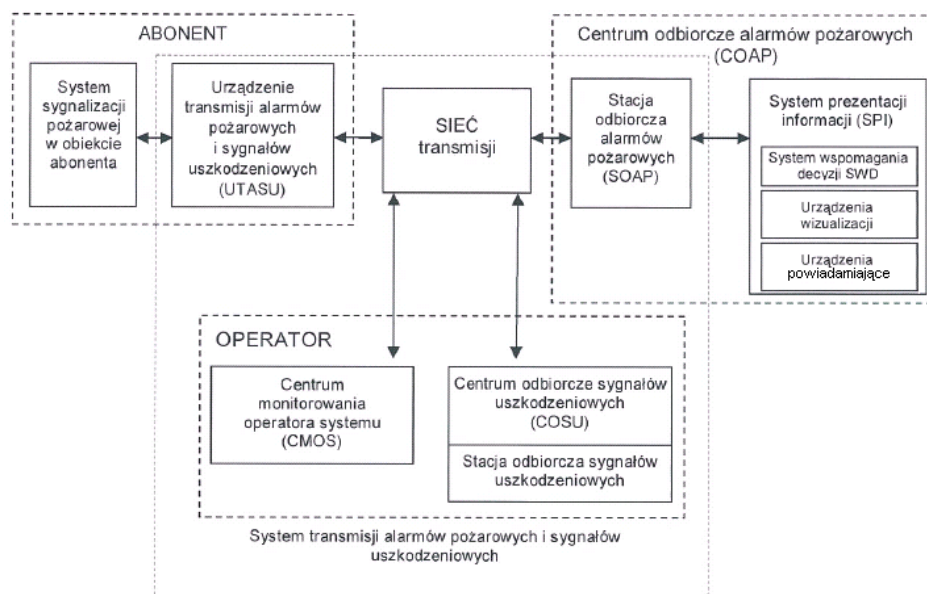 ABONENT
System
sygnalizacji
pożarowej
w obiekcie
abonenta
Urządzenie
transmisji alarmów
pożarowych
i sygnałów
uszkodzeniowych
(UTASU)
SIEĆ
transmisji
Centrum odbiorcze alarmów pożarowych
(COAP)
Stacja
odbiorcza
alarmów
pożarowych
(SOAP)
System prezentacji
informacji (SPI)
System wspomagania
decyzji SWD
Urządzenia
wizualizacji
Urządzenia
powiadamiające
OPERATOR
Centrum
monitorowania
operatora systemu
(CMOS)
Centrum odbiorcze sygnałów
uszkodzeniowych
(COSU)
Stacja odbiorcza sygnałów
uszkodzeniowych
System transmisji alarmów pożarowych i sygnałów
uszkodzeniowych